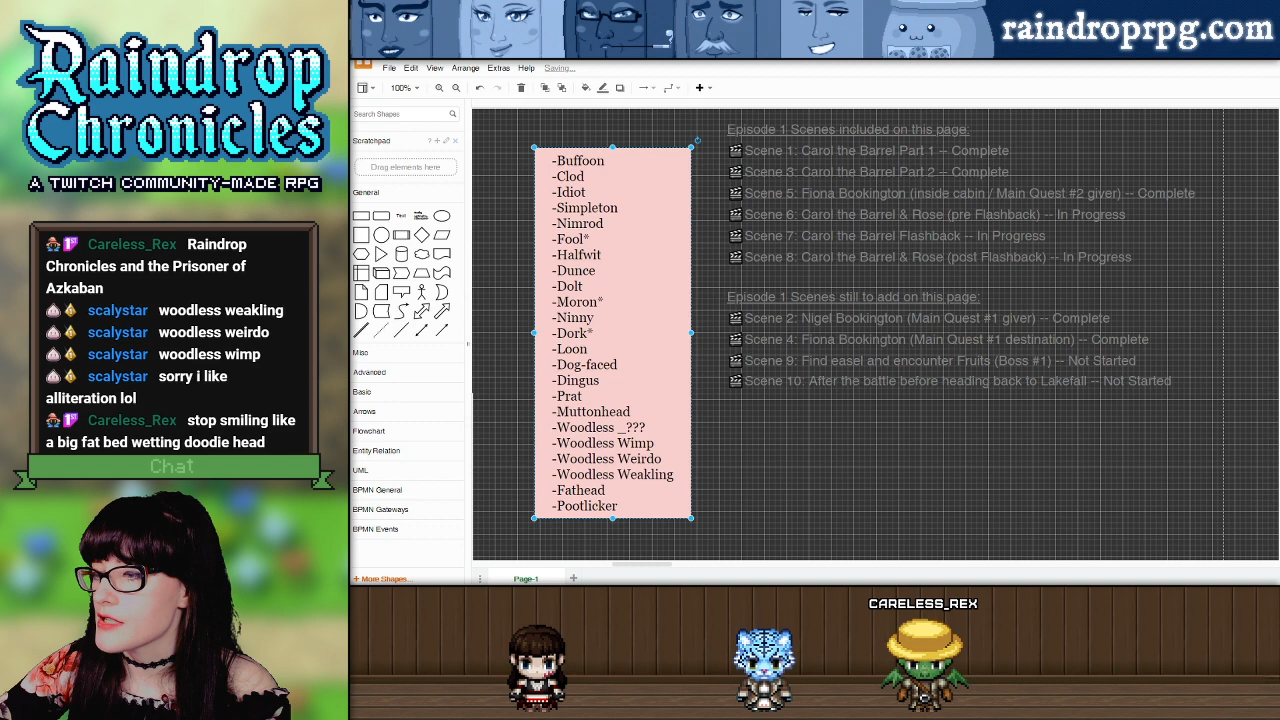 Raindrop
Chronicles
A TWITCH COMMUNITY-MADE RPG
raindroprpg.com
File Edit View Arrange Extras Help Saving...
100%
Search Shapes
Scratchpad
Drag elements here
General
Text
Misc
Advanced
Basic
Arrows
Flowchart
Entity Relation
UML
BPMN General
BPMN Gateways
BPMN Events
+ More Shapes...
Page-1
-Buffoon
-Clod
-Idiot
-Simpleton
-Nimrod
-Fool*
-Halfwit
-Dunce
-Dolt
-Moron*
-Ninny
-Dork*
-Loon
-Dog-faced
-Dingus
-Prat
-Muttonhead
-Woodless _???
-Woodless Wimp
-Woodless Weirdo
-Woodless Weakling
-Fathead
-Pootlicker
Episode 1 Scenes included on this page:
Scene 1: Carol the Barrel Part 1 -- Complete
Scene 3: Carol the Barrel Part 2 -- Complete
Scene 5: Fiona Bookington (inside cabin / Main Quest #2 giver) -- Complete
Scene 6: Carol the Barrel & Rose (pre Flashback) -- In Progress
Scene 7: Carol the Barrel Flashback -- In Progress
Scene 8: Carol the Barrel & Rose (post Flashback) -- In Progress
Episode 1 Scenes still to add on this page:
Scene 2: Nigel Bookington (Main Quest #1 giver) -- Complete
Scene 4: Fiona Bookington (Main Quest #1 destination) -- Complete
Scene 9: Find easel and encounter Fruits (Boss #1) -- Not Started
Scene 10: After the battle before heading back to Lakefall -- Not Started
1ST Careless_Rex Raindrop
Chronicles and the Prisoner of
Azkaban
scalystar woodless weakling
scalystar woodless weirdo
scalystar woodless wimp
scalystar sorry i like
alliteration lol
1ST Careless_Rex stop smiling like
a big fat bed wetting doodie head
Chat
CARELESS_REX